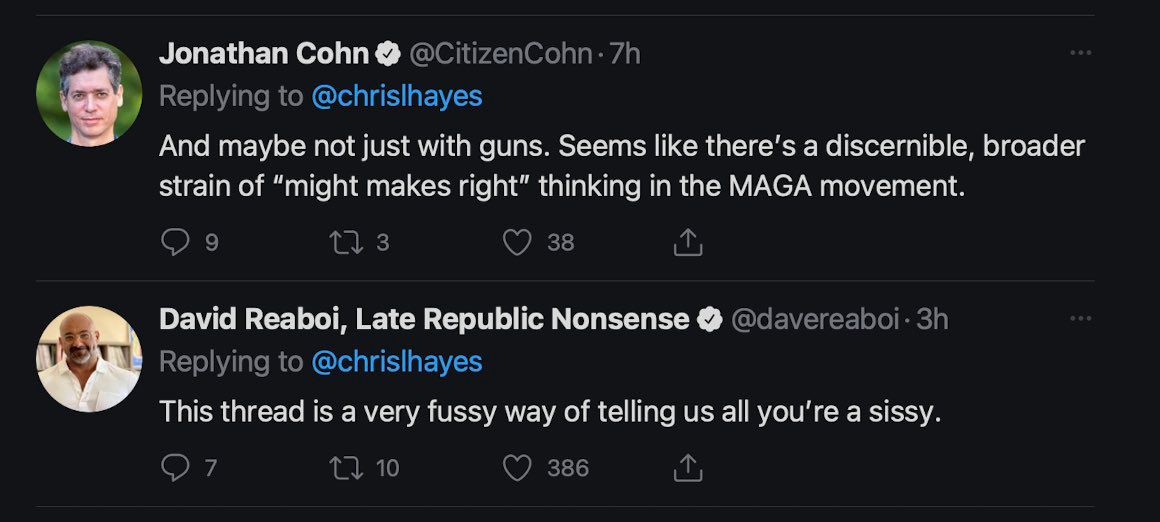 Jonathan Cohn @CitizenCohn · 7h
Replying to @chrislhayes
And maybe not just with guns. Seems like there’s a discernible, broader
strain of “might makes right” thinking in the MAGA movement.
9 3 38
David Reaboi, Late Republic Nonsense @davereaboi · 3h
Replying to @chrislhayes
This thread is a very fussy way of telling us all you’re a sissy.
7 10 386